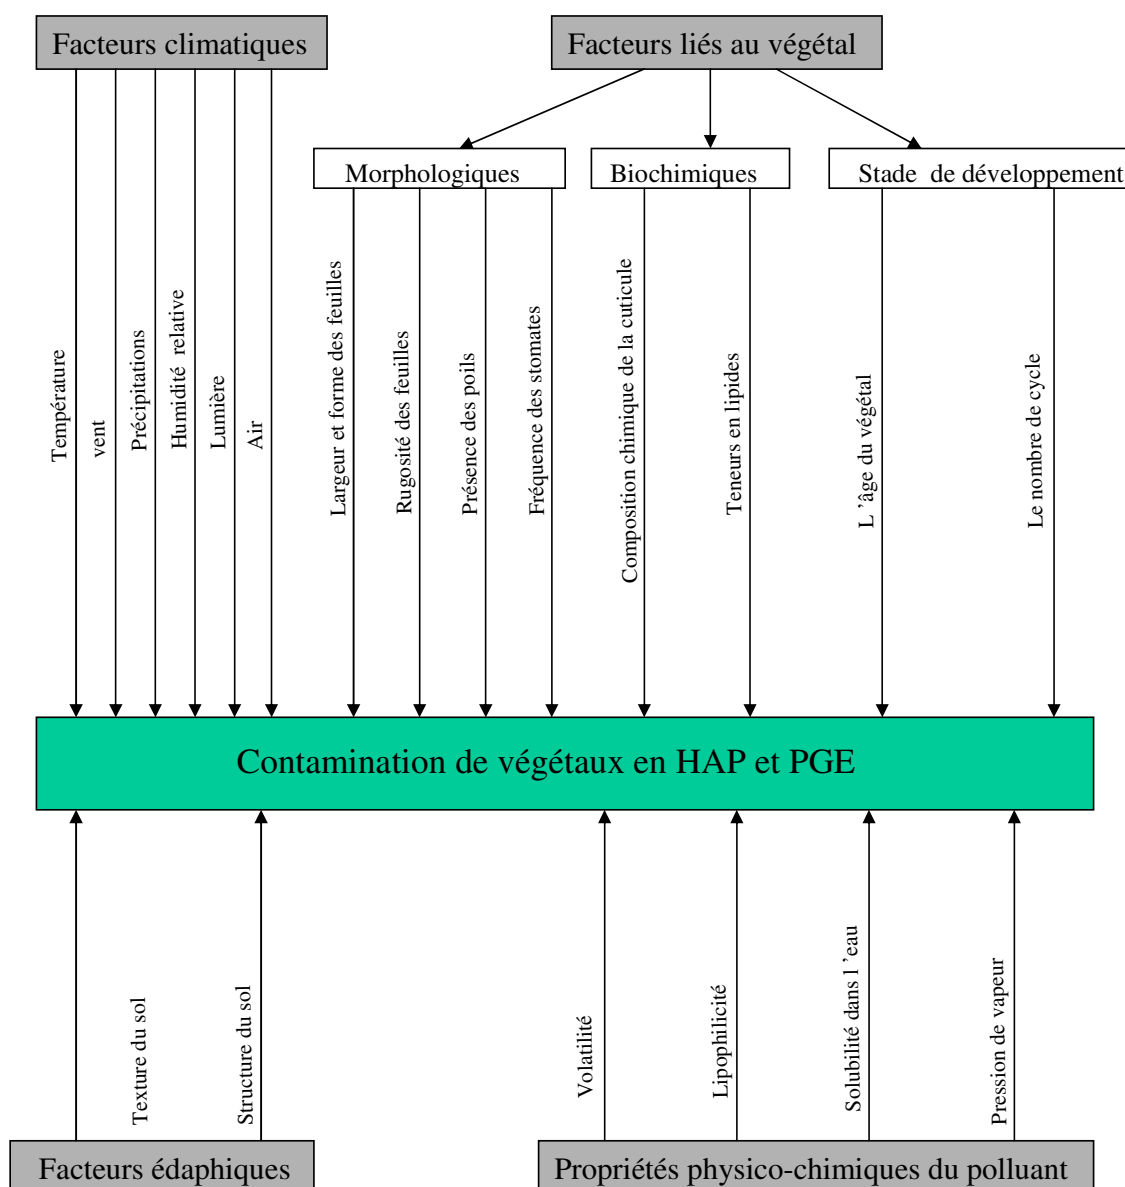 Facteurs climatiques
Facteurs liés au végétal
Morphologiques
Biochimiques
Stade de développement
Température
vent
Précipitations
Humidité relative
Lumière
Air
Largeur et forme des feuilles
Rugosité des feuilles
Présence des poils
Fréquence des stomates
Composition chimique de la cuticule
Teneurs en lipides
L ’âge du végétal
Le nombre de cycle
Contamination de végétaux en HAP et PGE
Texture du sol
Structure du sol
Volatilité
Lipophilicité
Solubilité dans l ’eau
Pression de vapeur
Facteurs édaphiques
Propriétés physico-chimiques du polluant